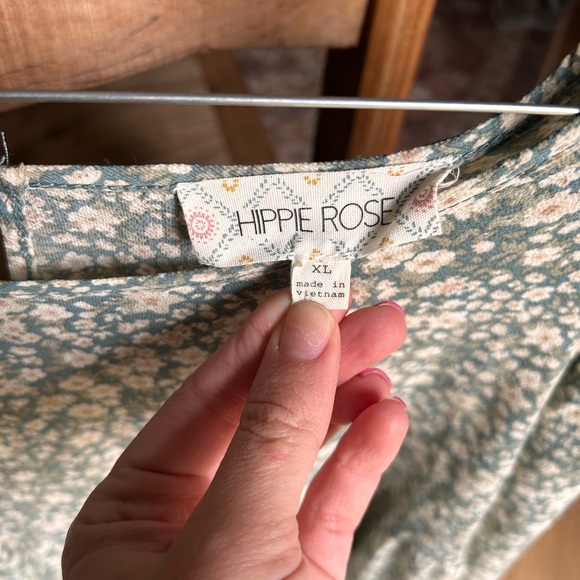 HIPPIE ROSE
XL
made in
vietnam